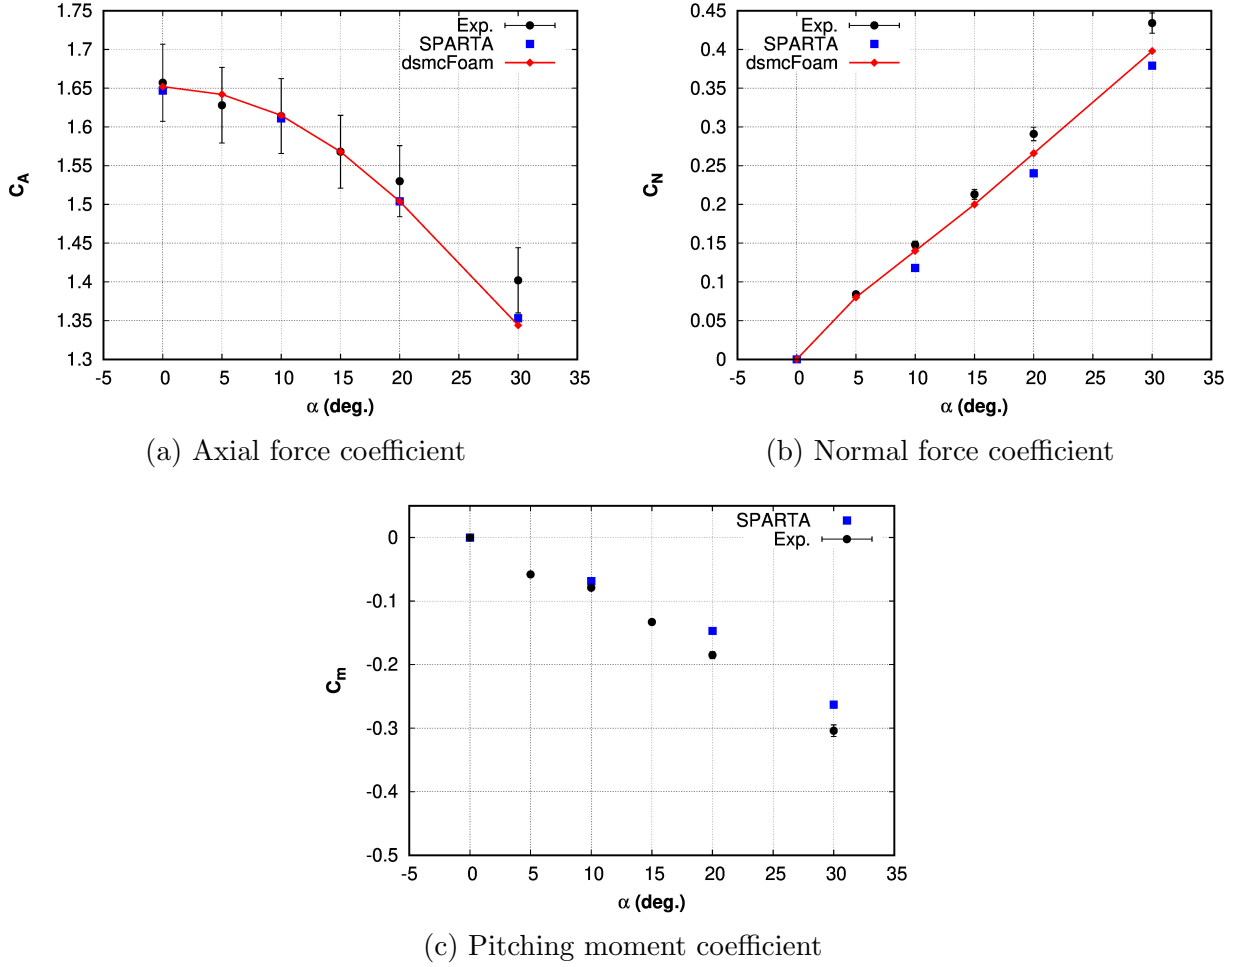 1.75
1.7
1.65
1.6
1.55
1.5
1.45
1.4
1.35
1.3
C_A
Exp.
SPARTA
dsmcFoam
-5 0 5 10 15 20 25 30 35
α (deg.)
(a) Axial force coefficient
0.45
0.4
0.35
0.3
0.25
0.2
0.15
0.1
0.05
0
C_N
Exp.
SPARTA
dsmcFoam
-5 0 5 10 15 20 25 30 35
α (deg.)
(b) Normal force coefficient
0
-0.1
-0.2
-0.3
-0.4
-0.5
C_m
SPARTA
Exp.
-5 0 5 10 15 20 25 30 35
α (deg.)
(c) Pitching moment coefficient